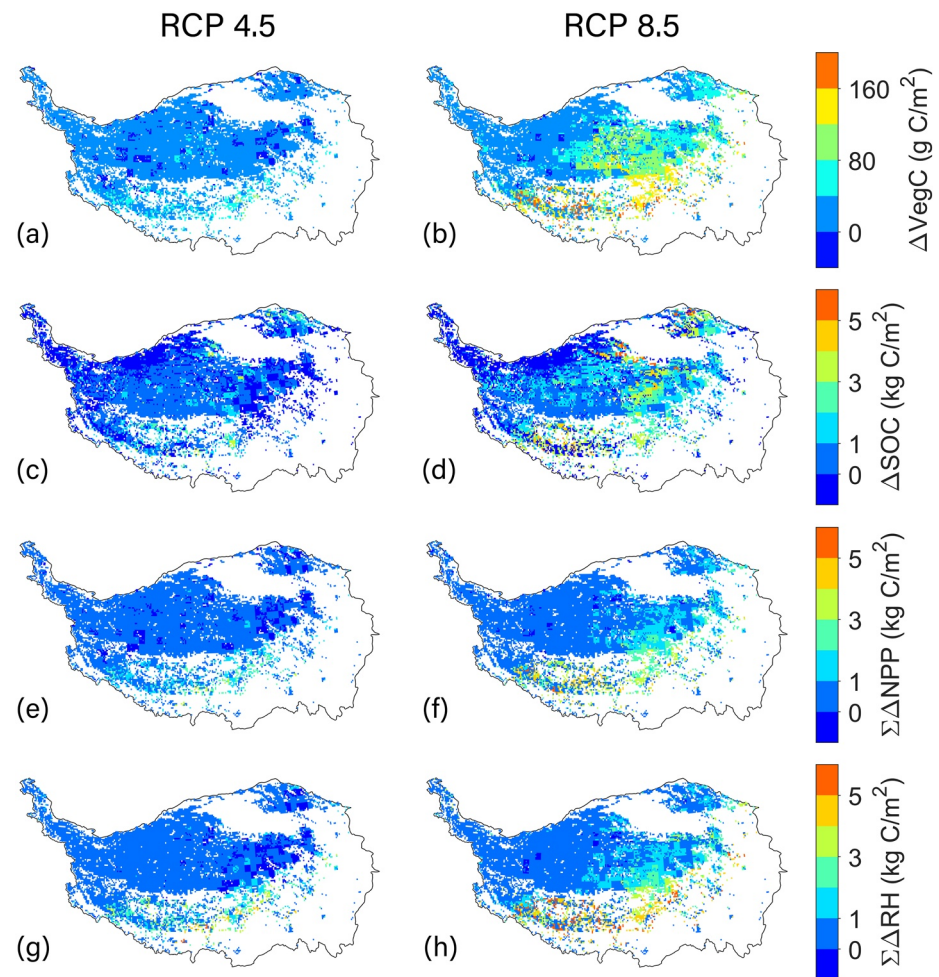 RCP 4.5
RCP 8.5
(a)
(b)
160
80
0
ΔVegC (g C/m²)
(c)
(d)
5
3
1
0
ΔSOC (kg C/m²)
(e)
(f)
5
3
1
0
ΣΔNPP (kg C/m²)
(g)
(h)
5
3
1
0
ΣΔRH (kg C/m²)